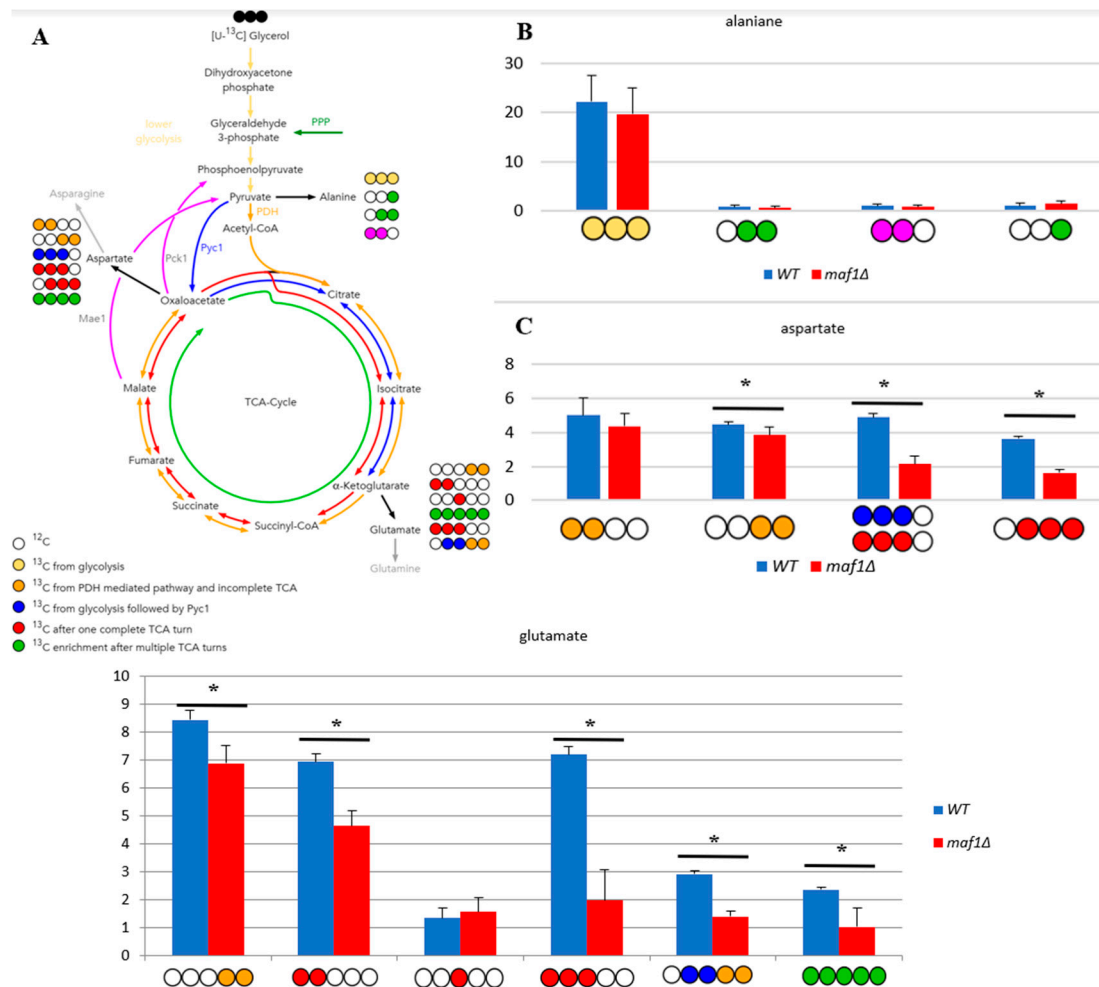 A
[U-¹³C] Glycerol
Dihydroxyacetone
phosphate
lower
glycolysis
Glyceraldehyde
3-phosphate
PPP
Phosphoenolpyruvate
Pyruvate
Alanine
PDH
Acetyl-CoA
Asparagine
Aspartate
Pck1
Pyc1
Oxaloacetate
Citrate
Mae1
Malate
TCA-Cycle
Isocitrate
Fumarate
α-Ketoglutarate
Succinate
Succinyl-CoA
Glutamate
Glutamine
¹²C
¹³C from glycolysis
¹³C from PDH mediated pathway and incomplete TCA
¹³C from glycolysis followed by Pyc1
¹³C after one complete TCA turn
¹³C enrichment after multiple TCA turns
B
alaniane
30
20
10
0
WT maf1Δ
C
aspartate
8
6
4
2
0
* * *
WT maf1Δ
glutamate
10
9
8
7
6
5
4
3
2
1
0
* * * * *
WT
maf1Δ